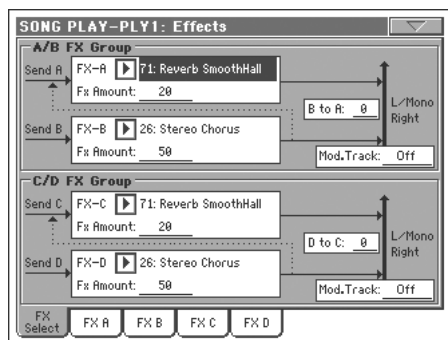 SONG PLAY-PLY1: Effects
A/B FX Group
Send A
FX-A 71: Reverb SmoothHall
Fx Amount: 20
B to A: 0
L/Mono
Right
Send B
FX-B 26: Stereo Chorus
Fx Amount: 50
Mod.Track: Off
C/D FX Group
Send C
FX-C 71: Reverb SmoothHall
Fx Amount: 20
D to C: 0
L/Mono
Right
Send D
FX-D 26: Stereo Chorus
Fx Amount: 50
Mod.Track: Off
FX Select
FX A
FX B
FX C
FX D